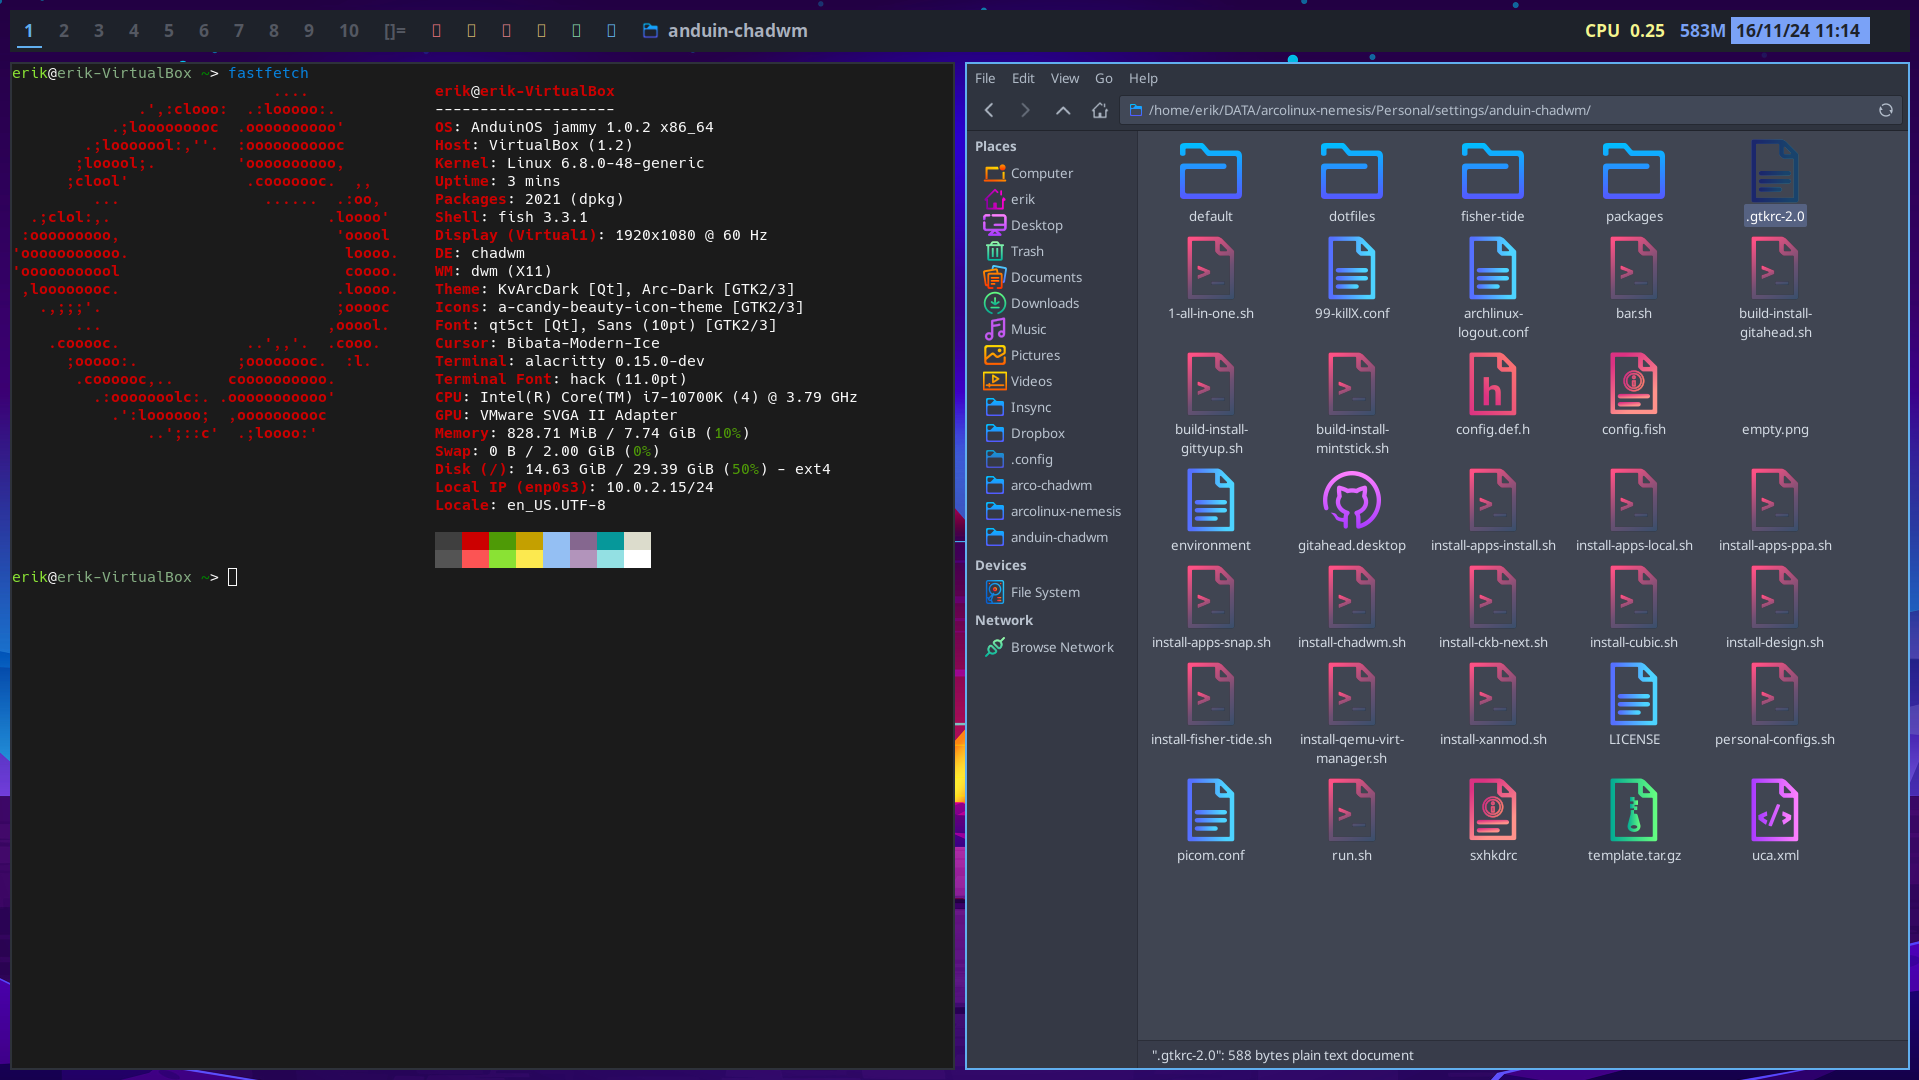 1 2 3 4 5 6 7 8 9 10 []= anduin-chadwm CPU 0.25 583M 16/11/24 11:14
erik@erik-VirtualBox ~> fastfetch
erik@erik-VirtualBox
--------------------
OS: AnduinOS jammy 1.0.2 x86_64
Host: VirtualBox (1.2)
Kernel: Linux 6.8.0-48-generic
Uptime: 3 mins
Packages: 2021 (dpkg)
Shell: fish 3.3.1
Display (Virtual1): 1920x1080 @ 60 Hz
DE: chadwm
WM: dwm (X11)
Theme: KvArcDark [Qt], Arc-Dark [GTK2/3]
Icons: a-candy-beauty-icon-theme [GTK2/3]
Font: qt5ct [Qt], Sans (10pt) [GTK2/3]
Cursor: Bibata-Modern-Ice
Terminal: alacritty 0.15.0-dev
Terminal Font: hack (11.0pt)
CPU: Intel(R) Core(TM) i7-10700K (4) @ 3.79 GHz
GPU: VMware SVGA II Adapter
Memory: 828.71 MiB / 7.74 GiB (10%)
Swap: 0 B / 2.00 GiB (0%)
Disk (/): 14.63 GiB / 29.39 GiB (50%) - ext4
Local IP (enp0s3): 10.0.2.15/24
Locale: en_US.UTF-8
erik@erik-VirtualBox ~>
File Edit View Go Help
/home/erik/DATA/arcolinux-nemesis/Personal/settings/anduin-chadwm/
Places
Computer
erik
Desktop
Trash
Documents
Downloads
Music
Pictures
Videos
Insync
Dropbox
.config
arco-chadwm
arcolinux-nemesis
anduin-chadwm
Devices
File System
Network
Browse Network
default dotfiles fisher-tide packages .gtkrc-2.0
1-all-in-one.sh 99-killX.conf archlinux-logout.conf bar.sh build-install-gitahead.sh
build-install-gittyup.sh build-install-mintstick.sh config.def.h config.fish empty.png
environment gitahead.desktop install-apps-install.sh install-apps-local.sh install-apps-ppa.sh
install-apps-snap.sh install-chadwm.sh install-ckb-next.sh install-cubic.sh install-design.sh
install-fisher-tide.sh install-qemu-virt-manager.sh install-xanmod.sh LICENSE personal-configs.sh
picom.conf run.sh sxhkdrc template.tar.gz uca.xml
".gtkrc-2.0": 588 bytes plain text document